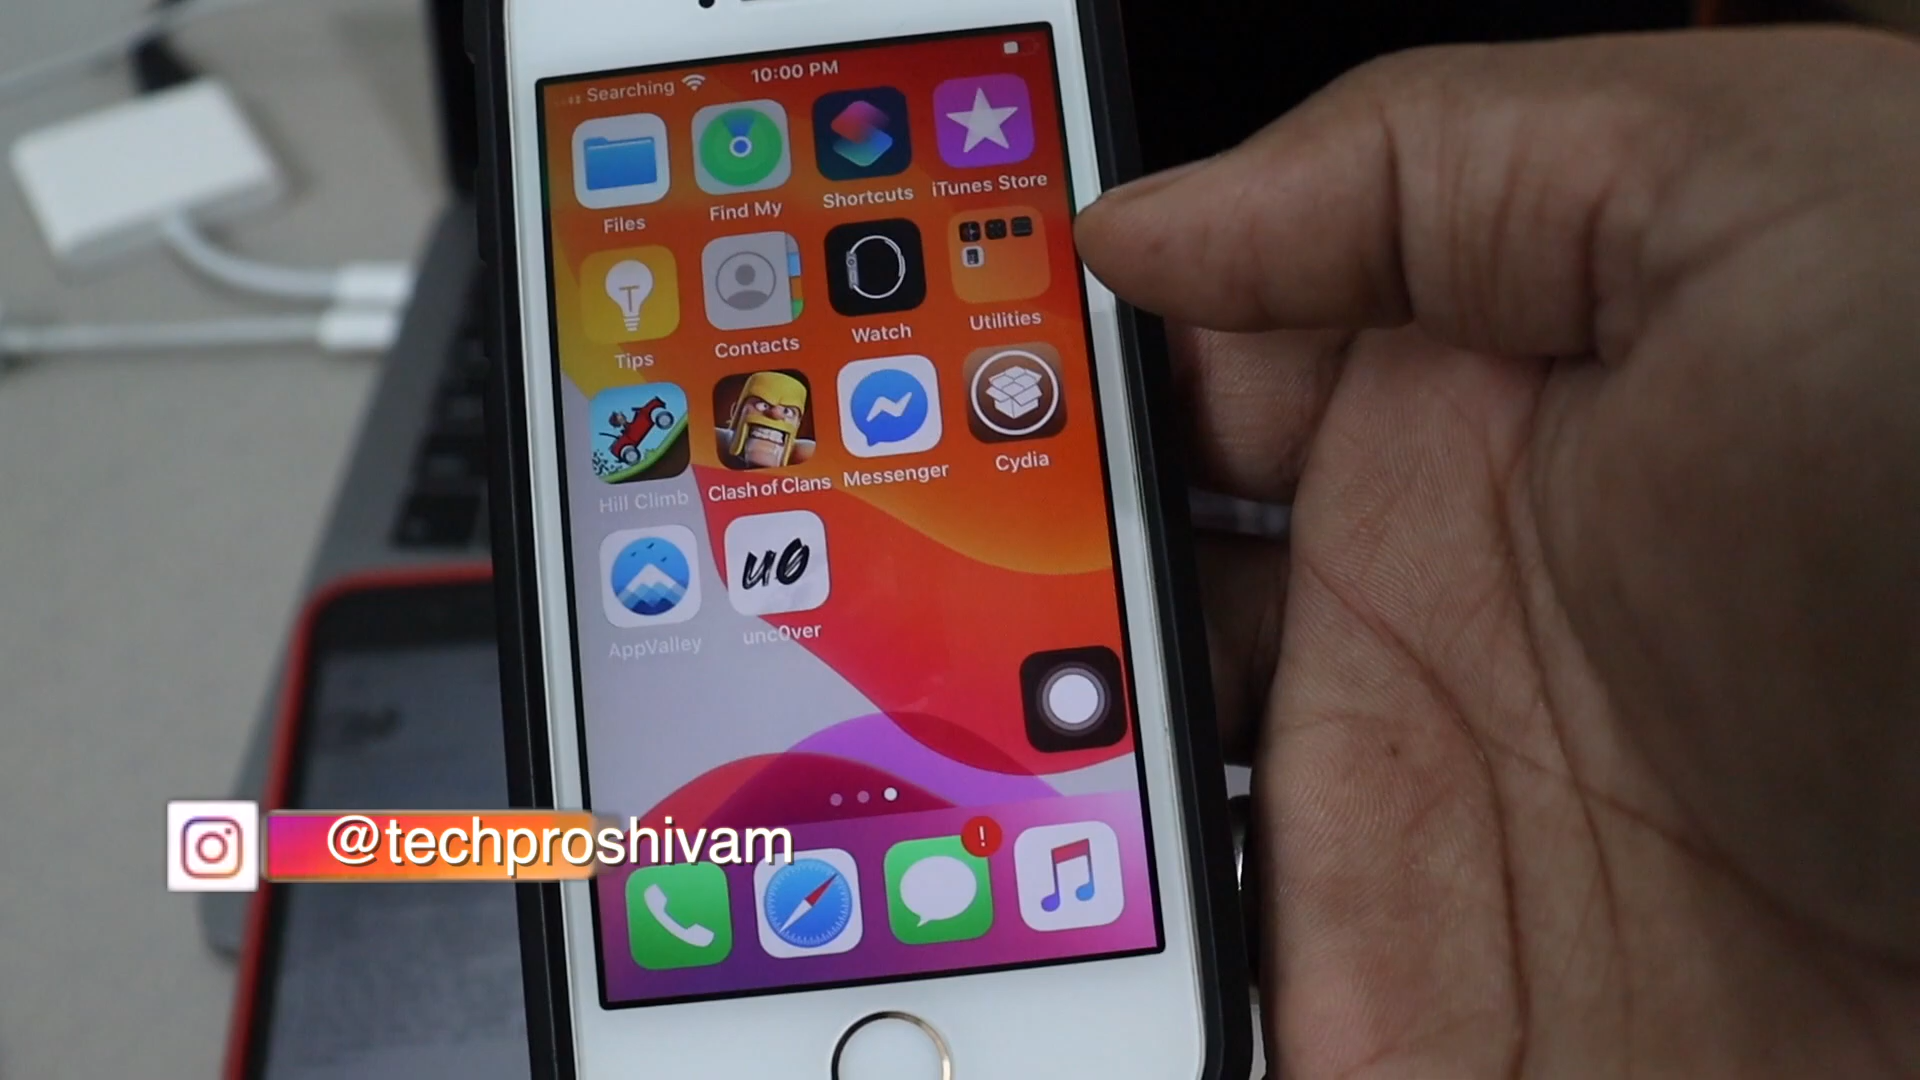 Searching 10:00 PM
Files Find My Shortcuts iTunes Store
Tips Contacts Watch Utilities
Hill Climb Clash of Clans Messenger Cydia
u0
AppValley unc0ver
!
@techproshivam